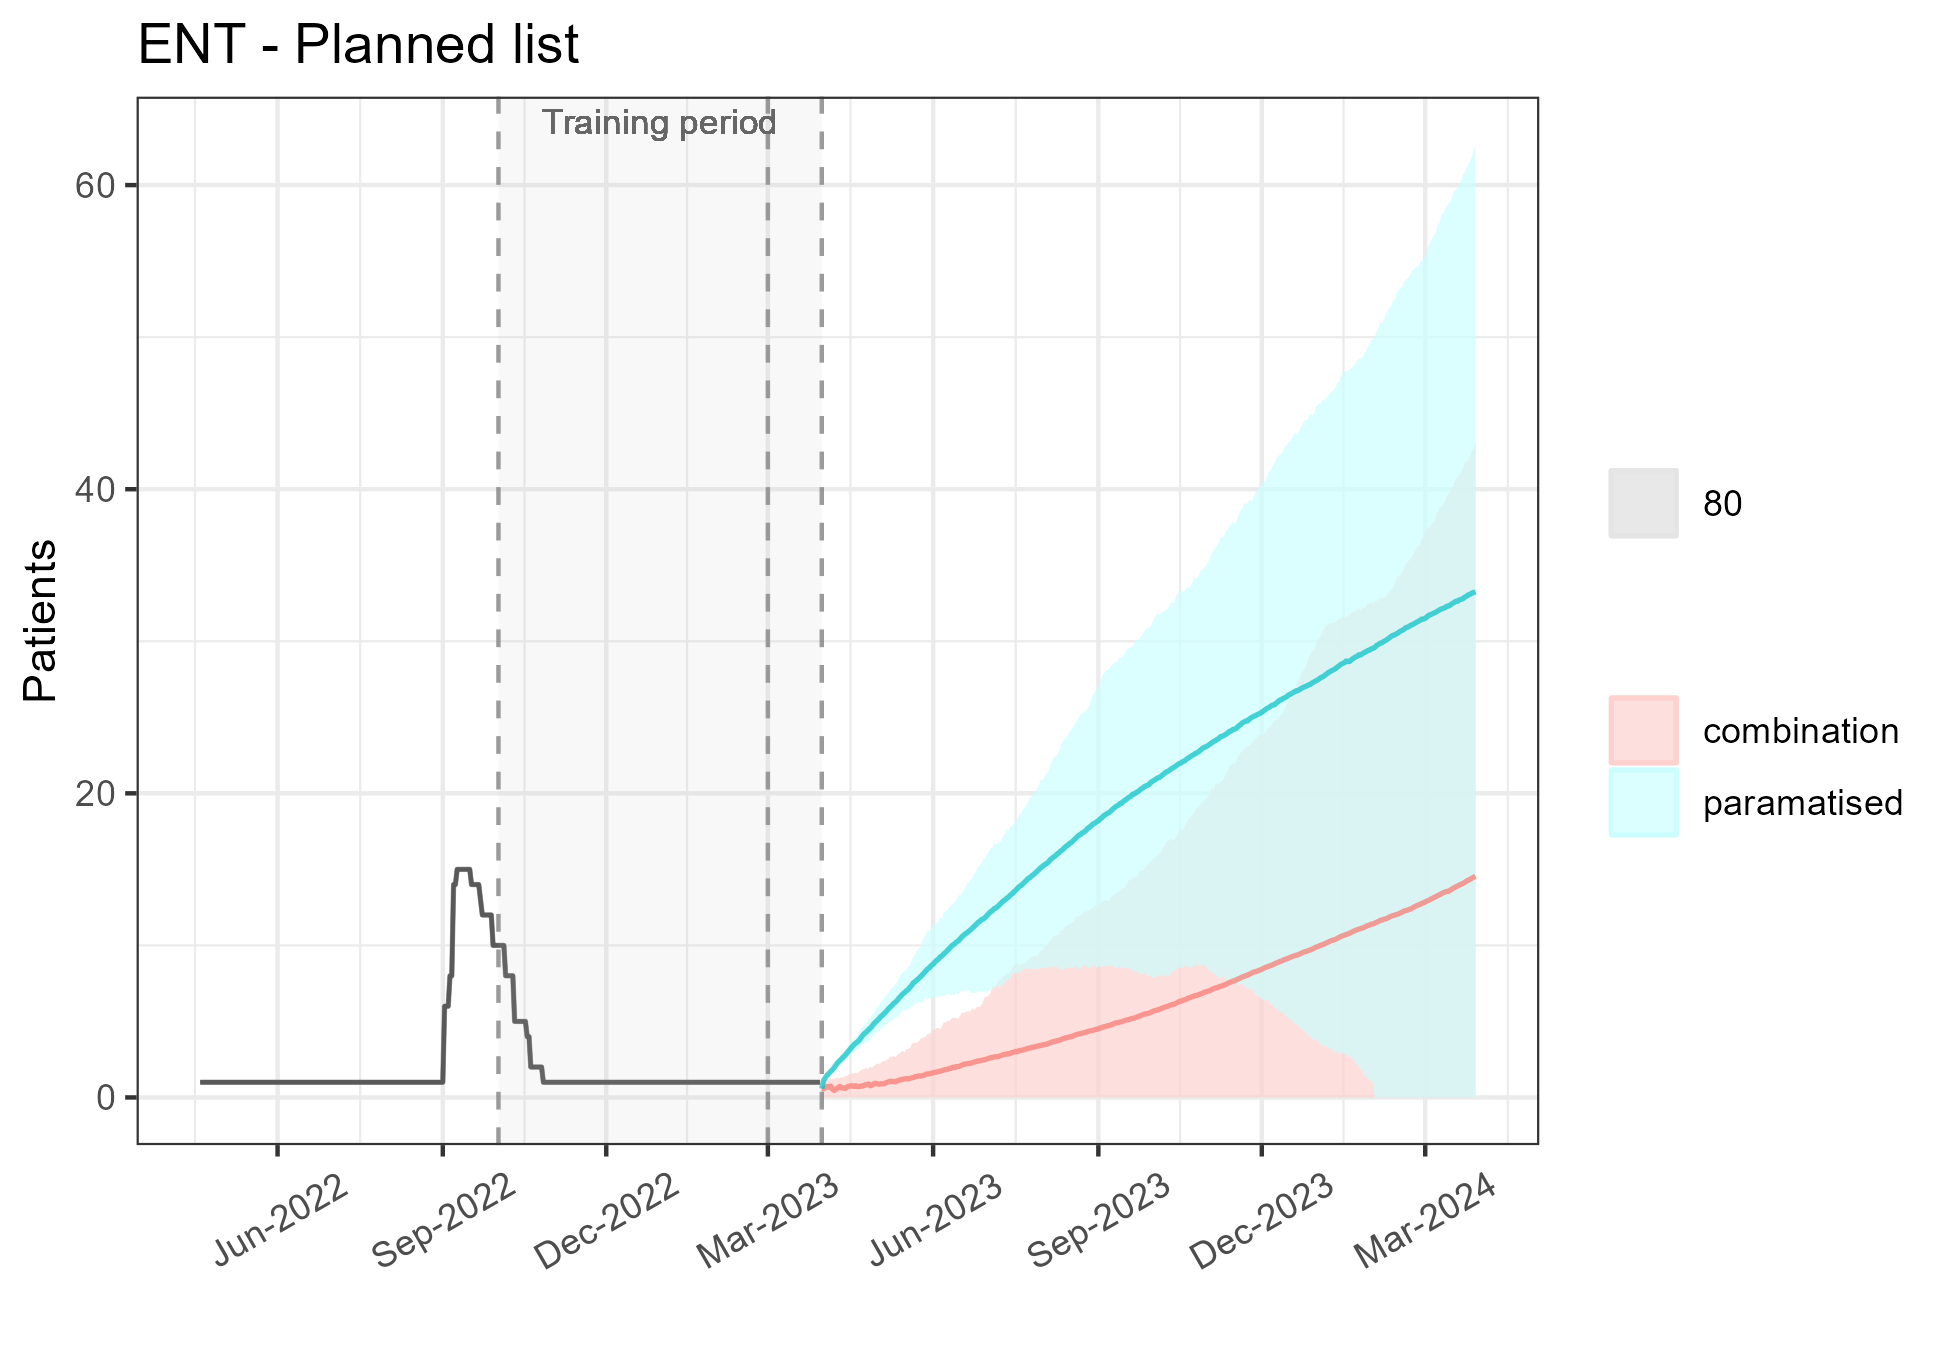 ENT - Planned list
Training period
60
40
20
0
Patients
Jun-2022
Sep-2022
Dec-2022
Mar-2023
Jun-2023
Sep-2023
Dec-2023
Mar-2024
80
combination
paramatised